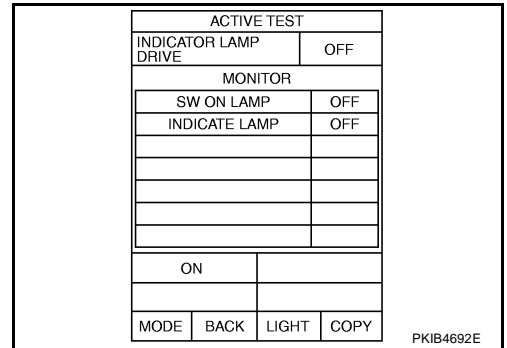 ACTIVE TEST
INDICATOR LAMP DRIVE OFF
MONITOR
SW ON LAMP OFF
INDICATE LAMP OFF
ON
MODE BACK LIGHT COPY
PKIB4692E